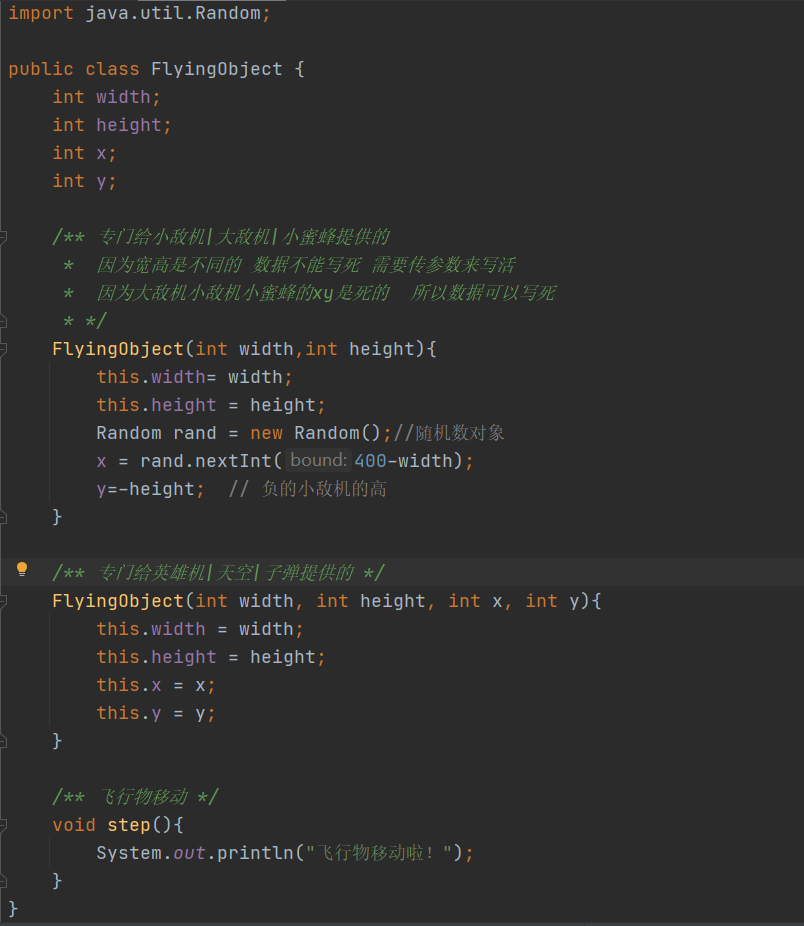 import java.util.Random;
public class FlyingObject {
int width;
int height;
int x;
int y;
/** 专门给小敌机|大敌机|小蜜蜂提供的
* 因为宽高是不同的 数据不能写死 需要传参数来写活
* 因为大敌机小敌机小蜜蜂的xy是死的 所以数据可以写死
* */
FlyingObject(int width,int height){
this.width= width;
this.height = height;
Random rand = new Random();//随机数对象
x = rand.nextInt( bound: 400-width);
y=-height; // 负的小敌机的高
}
/** 专门给英雄机|天空|子弹提供的 */
FlyingObject(int width, int height, int x, int y){
this.width = width;
this.height = height;
this.x = x;
this.y = y;
}
/** 飞行物移动 */
void step(){
System.out.println("飞行物移动啦！");
}
}